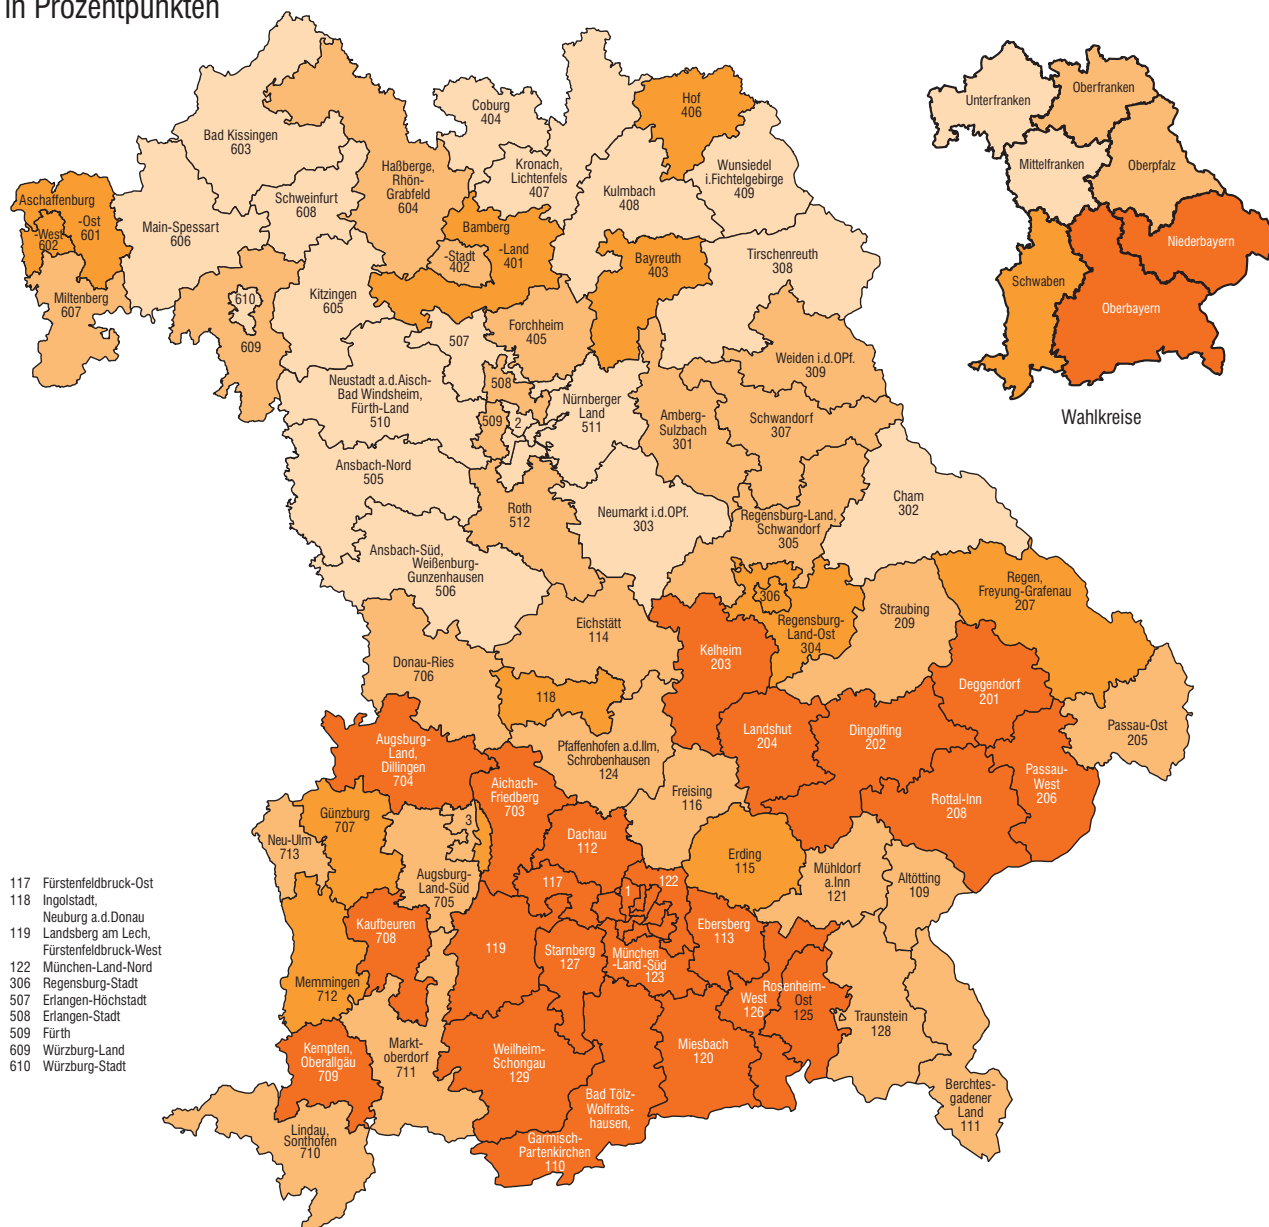 in Prozentpunkten
Coburg
404
Hof
406
Bad Kissingen
603
Haßberge,
Rhön-
Grabfeld
604
Kronach,
Lichtenfels
407
Kulmbach
408
Wunsiedel
i.Fichtelgebirge
409
Schweinfurt
608
Aschaffenburg
-West
602
-Ost
601
Main-Spessart
606
Bamberg
-Stadt
402
-Land
401
Bayreuth
403
Tirschenreuth
308
Miltenberg
607
610
609
Kitzingen
605
507
Forchheim
405
Weiden i.d.OPf.
309
Neustadt a.d.Aisch-
Bad Windsheim,
Fürth-Land
510
508
509
2
Nürnberger
Land
511
Amberg-
Sulzbach
301
Schwandorf
307
Ansbach-Nord
505
Roth
512
Neumarkt i.d.OPf.
303
Regensburg-Land,
Schwandorf
305
Cham
302
Ansbach-Süd,
Weißenburg-
Gunzenhausen
506
Eichstätt
114
306
Regensburg-
Land-Ost
304
Straubing
209
Regen,
Freyung-Grafenau
207
Kelheim
203
Donau-Ries
706
118
Deggendorf
201
Passau-Ost
205
Augsburg-
Land,
Dillingen
704
Pfaffenhofen a.d.Ilm,
Schrobenhausen
124
Landshut
204
Dingolfing
202
Passau-
West
206
Aichach-
Friedberg
703
Freising
116
Rottal-Inn
208
Günzburg
707
Neu-Ulm
713
3
Dachau
112
Erding
115
Mühldorf
a.Inn
121
Altötting
109
Augsburg-
Land-Süd
705
117
1
122
Kaufbeuren
708
119
Starnberg
127
München
-Land-Süd
123
Ebersberg
113
Memmingen
712
Rosenheim-
West
126
Ost
125
Traunstein
128
Kempten,
Oberallgäu
709
Markt-
oberdorf
711
Weilheim-
Schongau
129
Miesbach
120
Bad Tölz-
Wolfrats-
hausen,
Garmisch-
Partenkirchen
110
Berchtes-
gadener
Land
111
Lindau,
Sonthofen
710
Unterfranken
Oberfranken
Mittelfranken
Oberpfalz
Niederbayern
Schwaben
Oberbayern
Wahlkreise
117 Fürstenfeldbruck-Ost
118 Ingolstadt,
Neuburg a.d.Donau
119 Landsberg am Lech,
Fürstenfeldbruck-West
122 München-Land-Nord
306 Regensburg-Stadt
507 Erlangen-Höchstadt
508 Erlangen-Stadt
509 Fürth
609 Würzburg-Land
610 Würzburg-Stadt